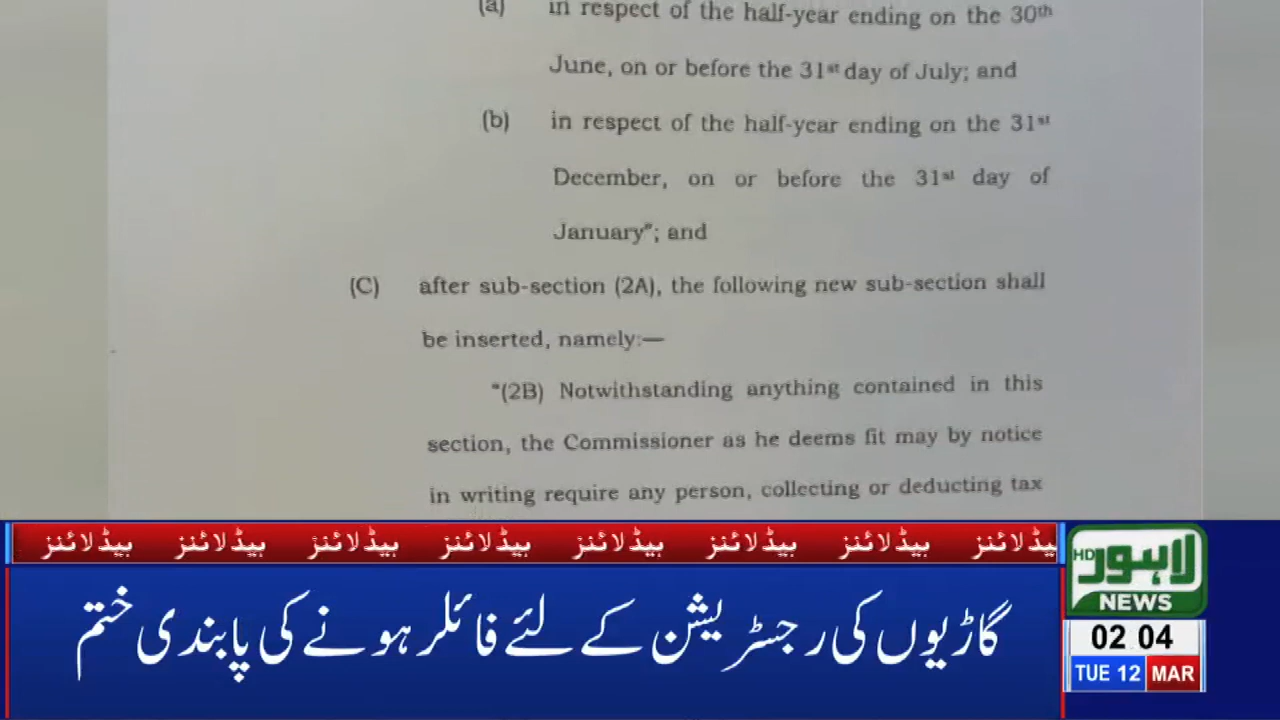 (a) in respect of the half-year ending on the 30th
June, on or before the 31st day of July; and
(b) in respect of the half-year ending on the 31st
December, on or before the 31st day of
January"; and
(C) after sub-section (2A), the following new sub-section shall
be inserted, namely:—
"(2B) Notwithstanding anything contained in this
section, the Commissioner as he deems fit may by notice
in writing require any person, collecting or deducting tax
ہیڈلائنز ہیڈلائنز ہیڈلائنز ہیڈلائنز ہیڈلائنز ہیڈلائنز ہیڈلائنز ہیڈلائنز
گاڑیوں کی رجسٹریشن کے لئے فائلر ہونے کی پابندی ختم
HD لاہور
NEWS
02 04
TUE 12 MAR